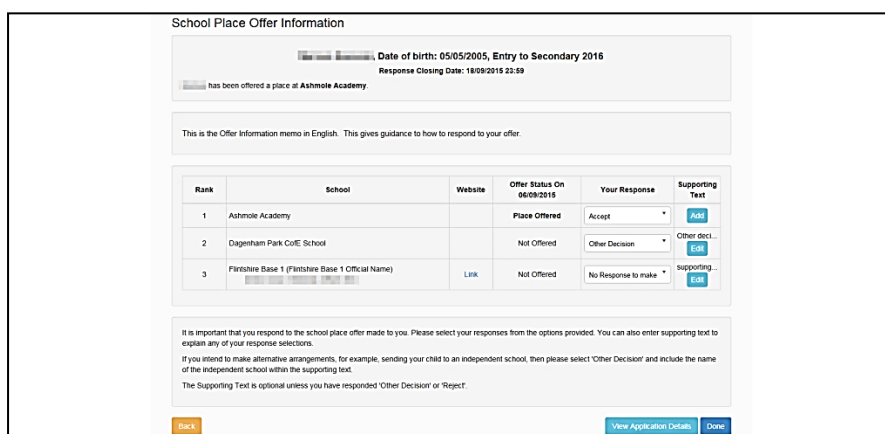 School Place Offer Information
, Date of birth: 05/05/2005, Entry to Secondary 2016
Response Closing Date: 18/09/2015 23:59
has been offered a place at Ashmole Academy.
This is the Offer Information memo in English. This gives guidance to how to respond to your offer.
Rank School Website Offer Status On 06/09/2015 Your Response Supporting Text
1 Ashmole Academy Place Offered Accept Add
2 Dagenham Park CofE School Not Offered Other Decision Other deci... Edit
3 Flintshire Base 1 (Flintshire Base 1 Official Name) Link Not Offered No Response to make supporting... Edit
It is important that you respond to the school place offer made to you. Please select your responses from the options provided. You can also enter supporting text to
explain any of your response selections.
If you intend to make alternative arrangements, for example, sending your child to an independent school, then please select 'Other Decision' and include the name
of the independent school within the supporting text.
The Supporting Text is optional unless you have responded 'Other Decision' or 'Reject'.
Back View Application Details Done